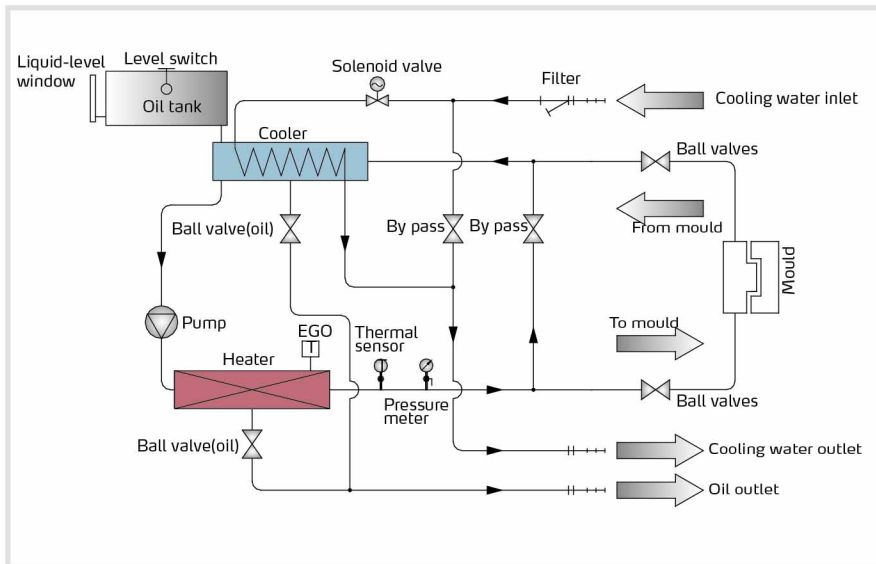 Liquid-level
window
Level switch
Oil tank
Solenoid valve
Filter
Cooling water inlet
Cooler
Ball valves
From mould
Ball valve(oil)
By pass
By pass
Mould
Pump
EGO
T
Thermal
sensor
To mould
Heater
Pressure
meter
Ball valves
Ball valve(oil)
Cooling water outlet
Oil outlet